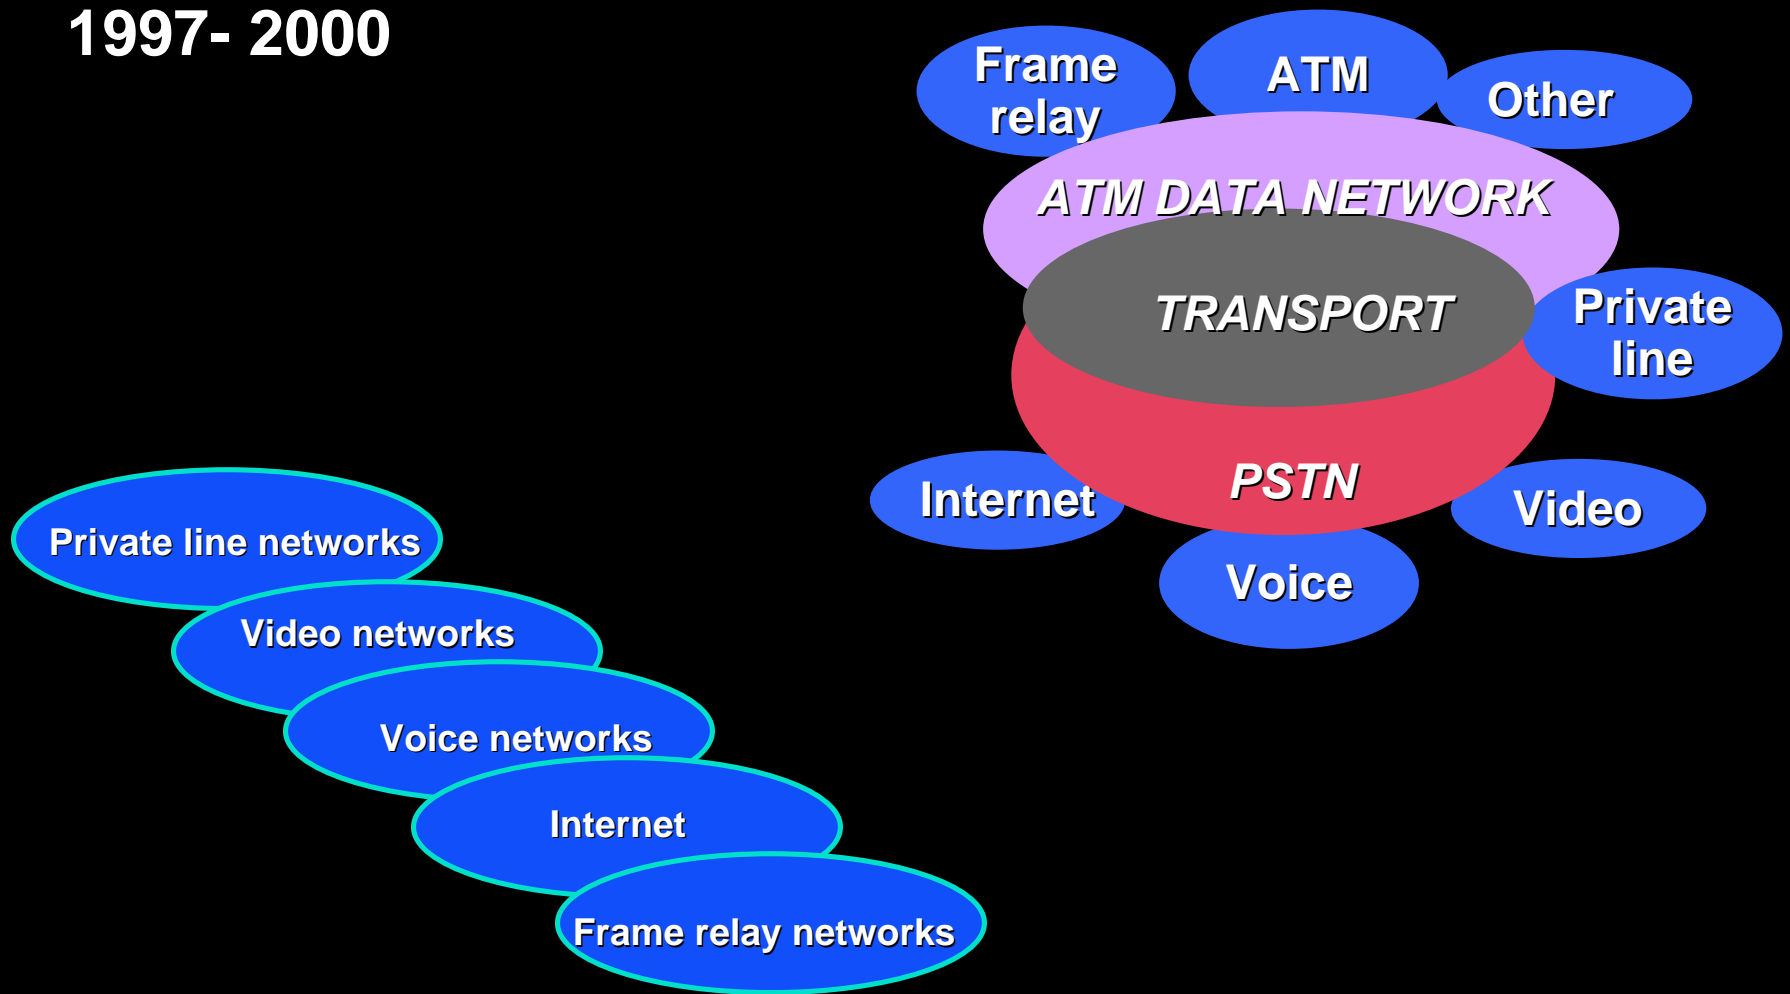 1997- 2000
Frame
relay
ATM
Other
ATM DATA NETWORK
TRANSPORT
Private
line
PSTN
Internet
Video
Voice
Private line networks
Video networks
Voice networks
Internet
Frame relay networks